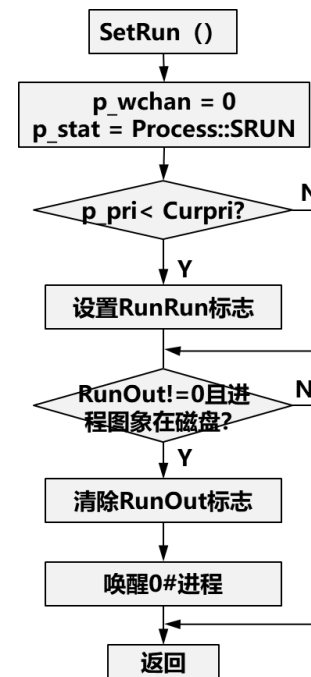 SetRun（）
p_wchan = 0
p_stat = Process::SRUN
p_pri< Curpri?
N
Y
设置RunRun标志
RunOut!=0且进
程图象在磁盘？
N
Y
清除RunOut标志
唤醒0#进程
返回